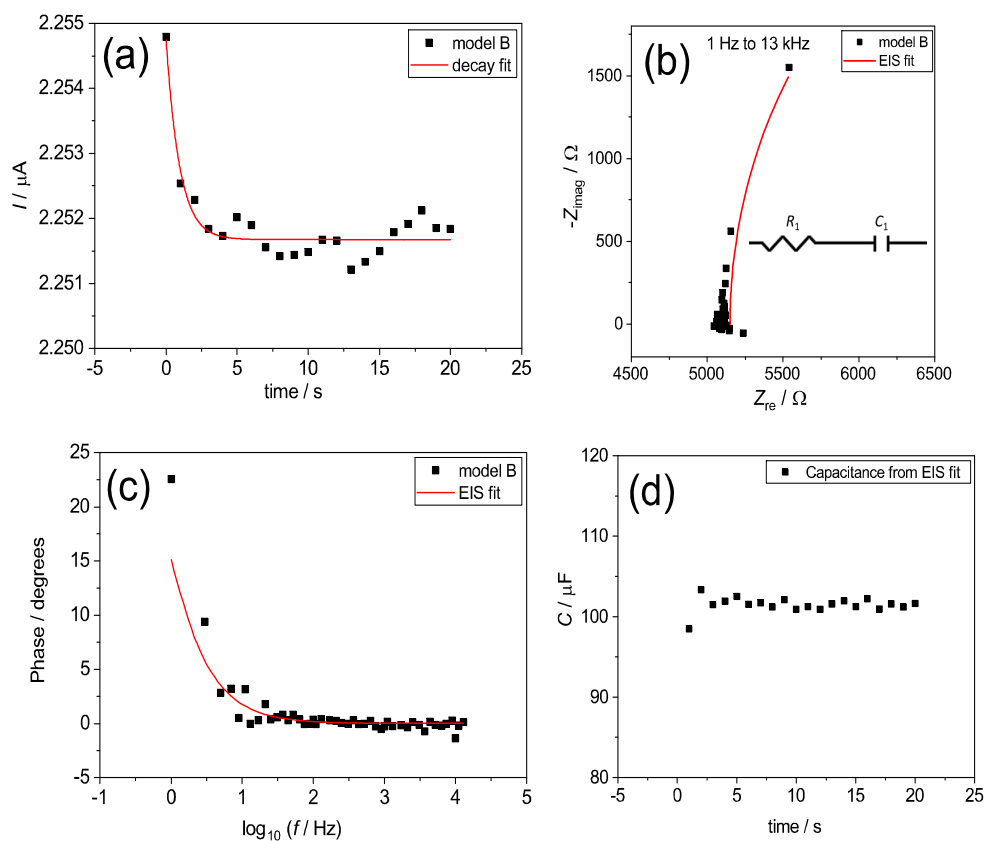 (a)
model B
decay fit
2.255
2.254
2.253
2.252
2.251
2.250
I / μA
-5
0
5
10
15
20
25
time / s
(b)
1 Hz to 13 kHz
model B
EIS fit
1500
1000
500
0
-Zimag / Ω
R1
C1
4500
5000
5500
6000
6500
Zre / Ω
(c)
model B
EIS fit
25
20
15
10
5
0
-5
Phase / degrees
-1
0
1
2
3
4
5
log10 (f / Hz)
(d)
Capacitance from EIS fit
120
110
100
90
80
C / μF
-5
0
5
10
15
20
25
time / s